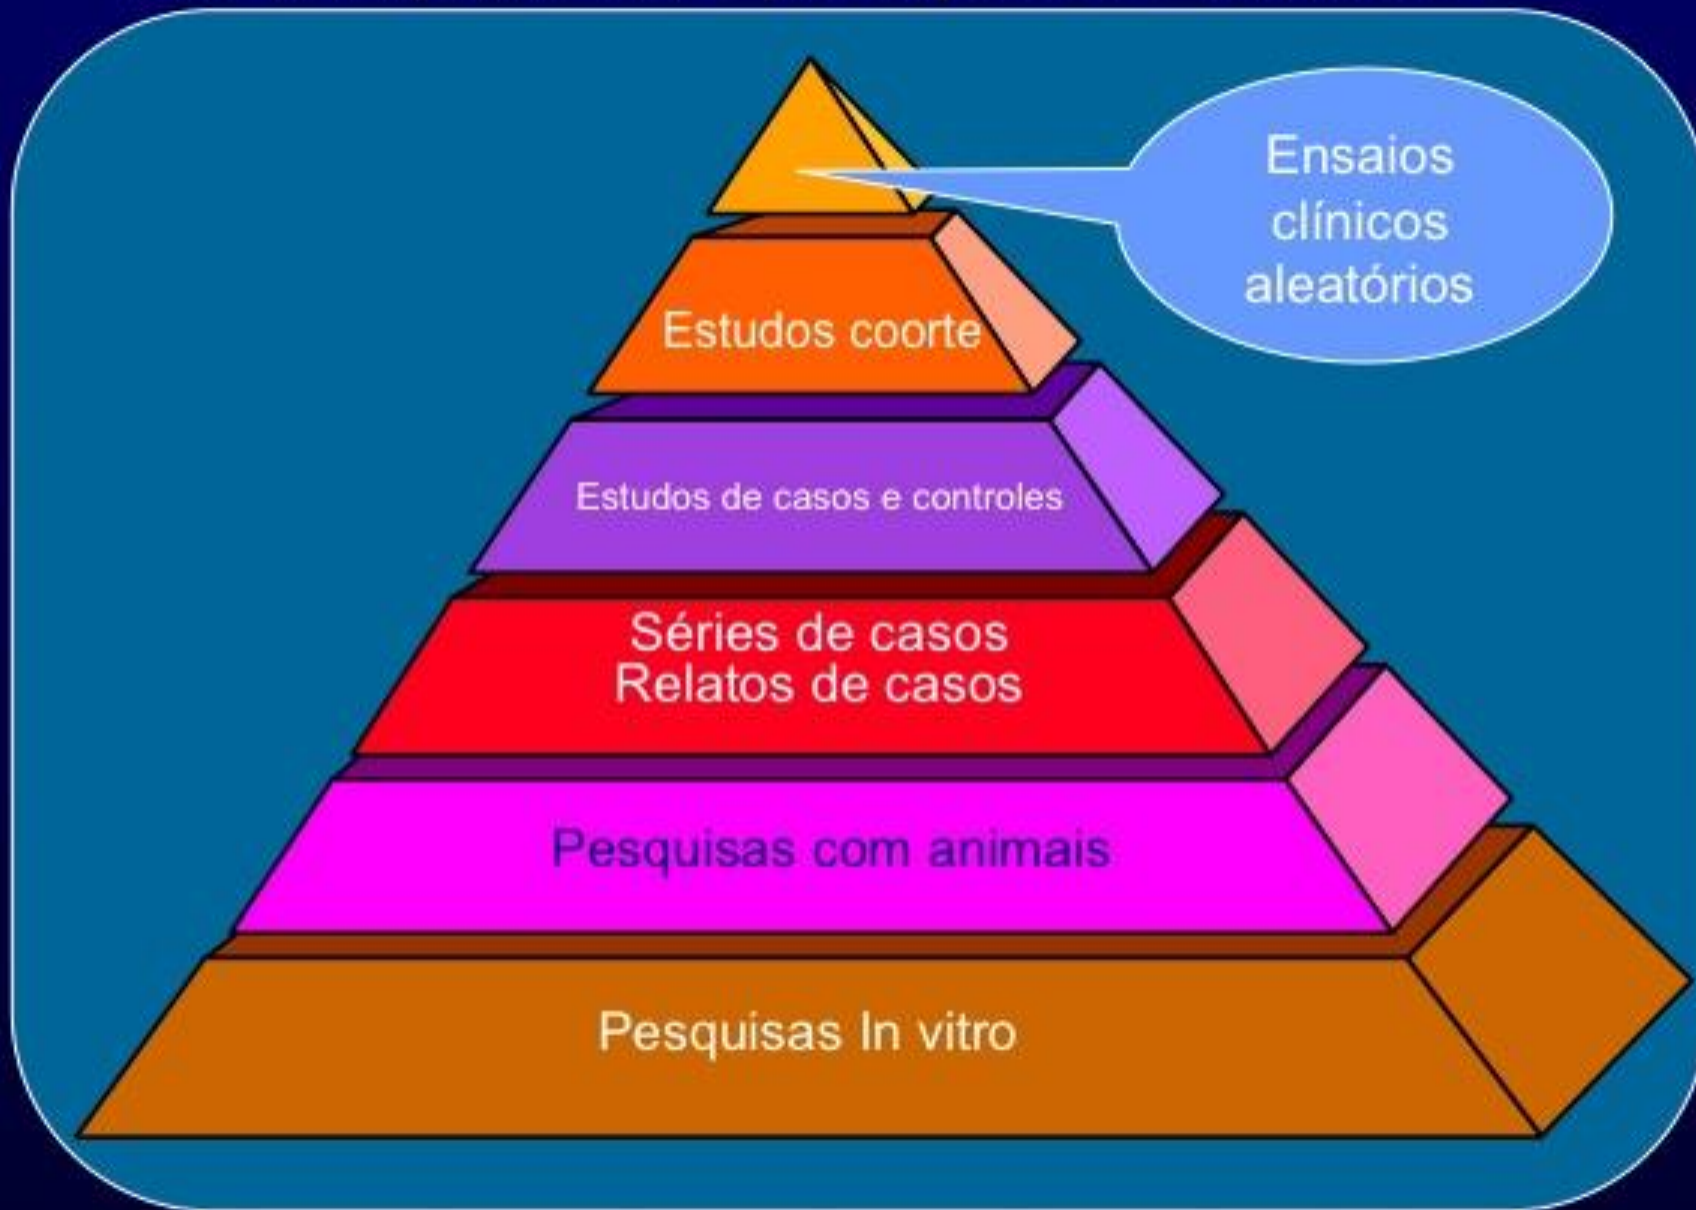 Ensaios
clínicos
aleatórios
Estudos coorte
Estudos de casos e controles
Séries de casos
Relatos de casos
Pesquisas com animais
Pesquisas In vitro